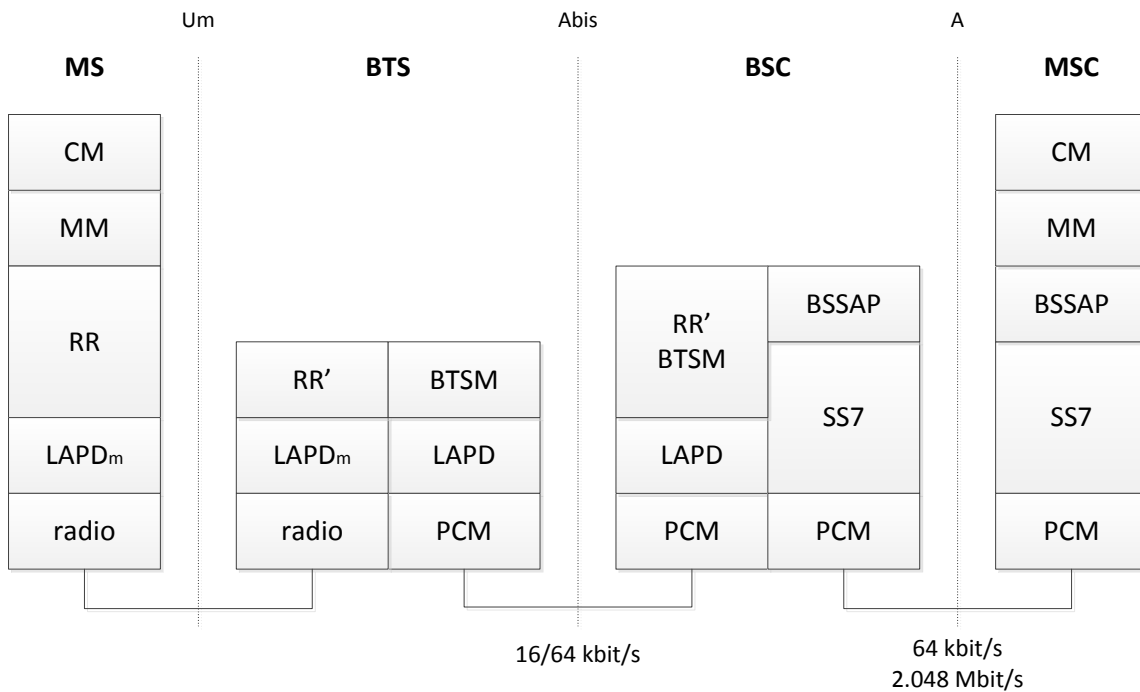 Um Abis A
MS BTS BSC MSC
CM CM
MM MM
RR RR' BTSM BSSAP BSSAP
RR' BTSM SS7 SS7
LAPDm LAPDm LAPD LAPD
radio radio PCM PCM PCM PCM
16/64 kbit/s 64 kbit/s
2.048 Mbit/s